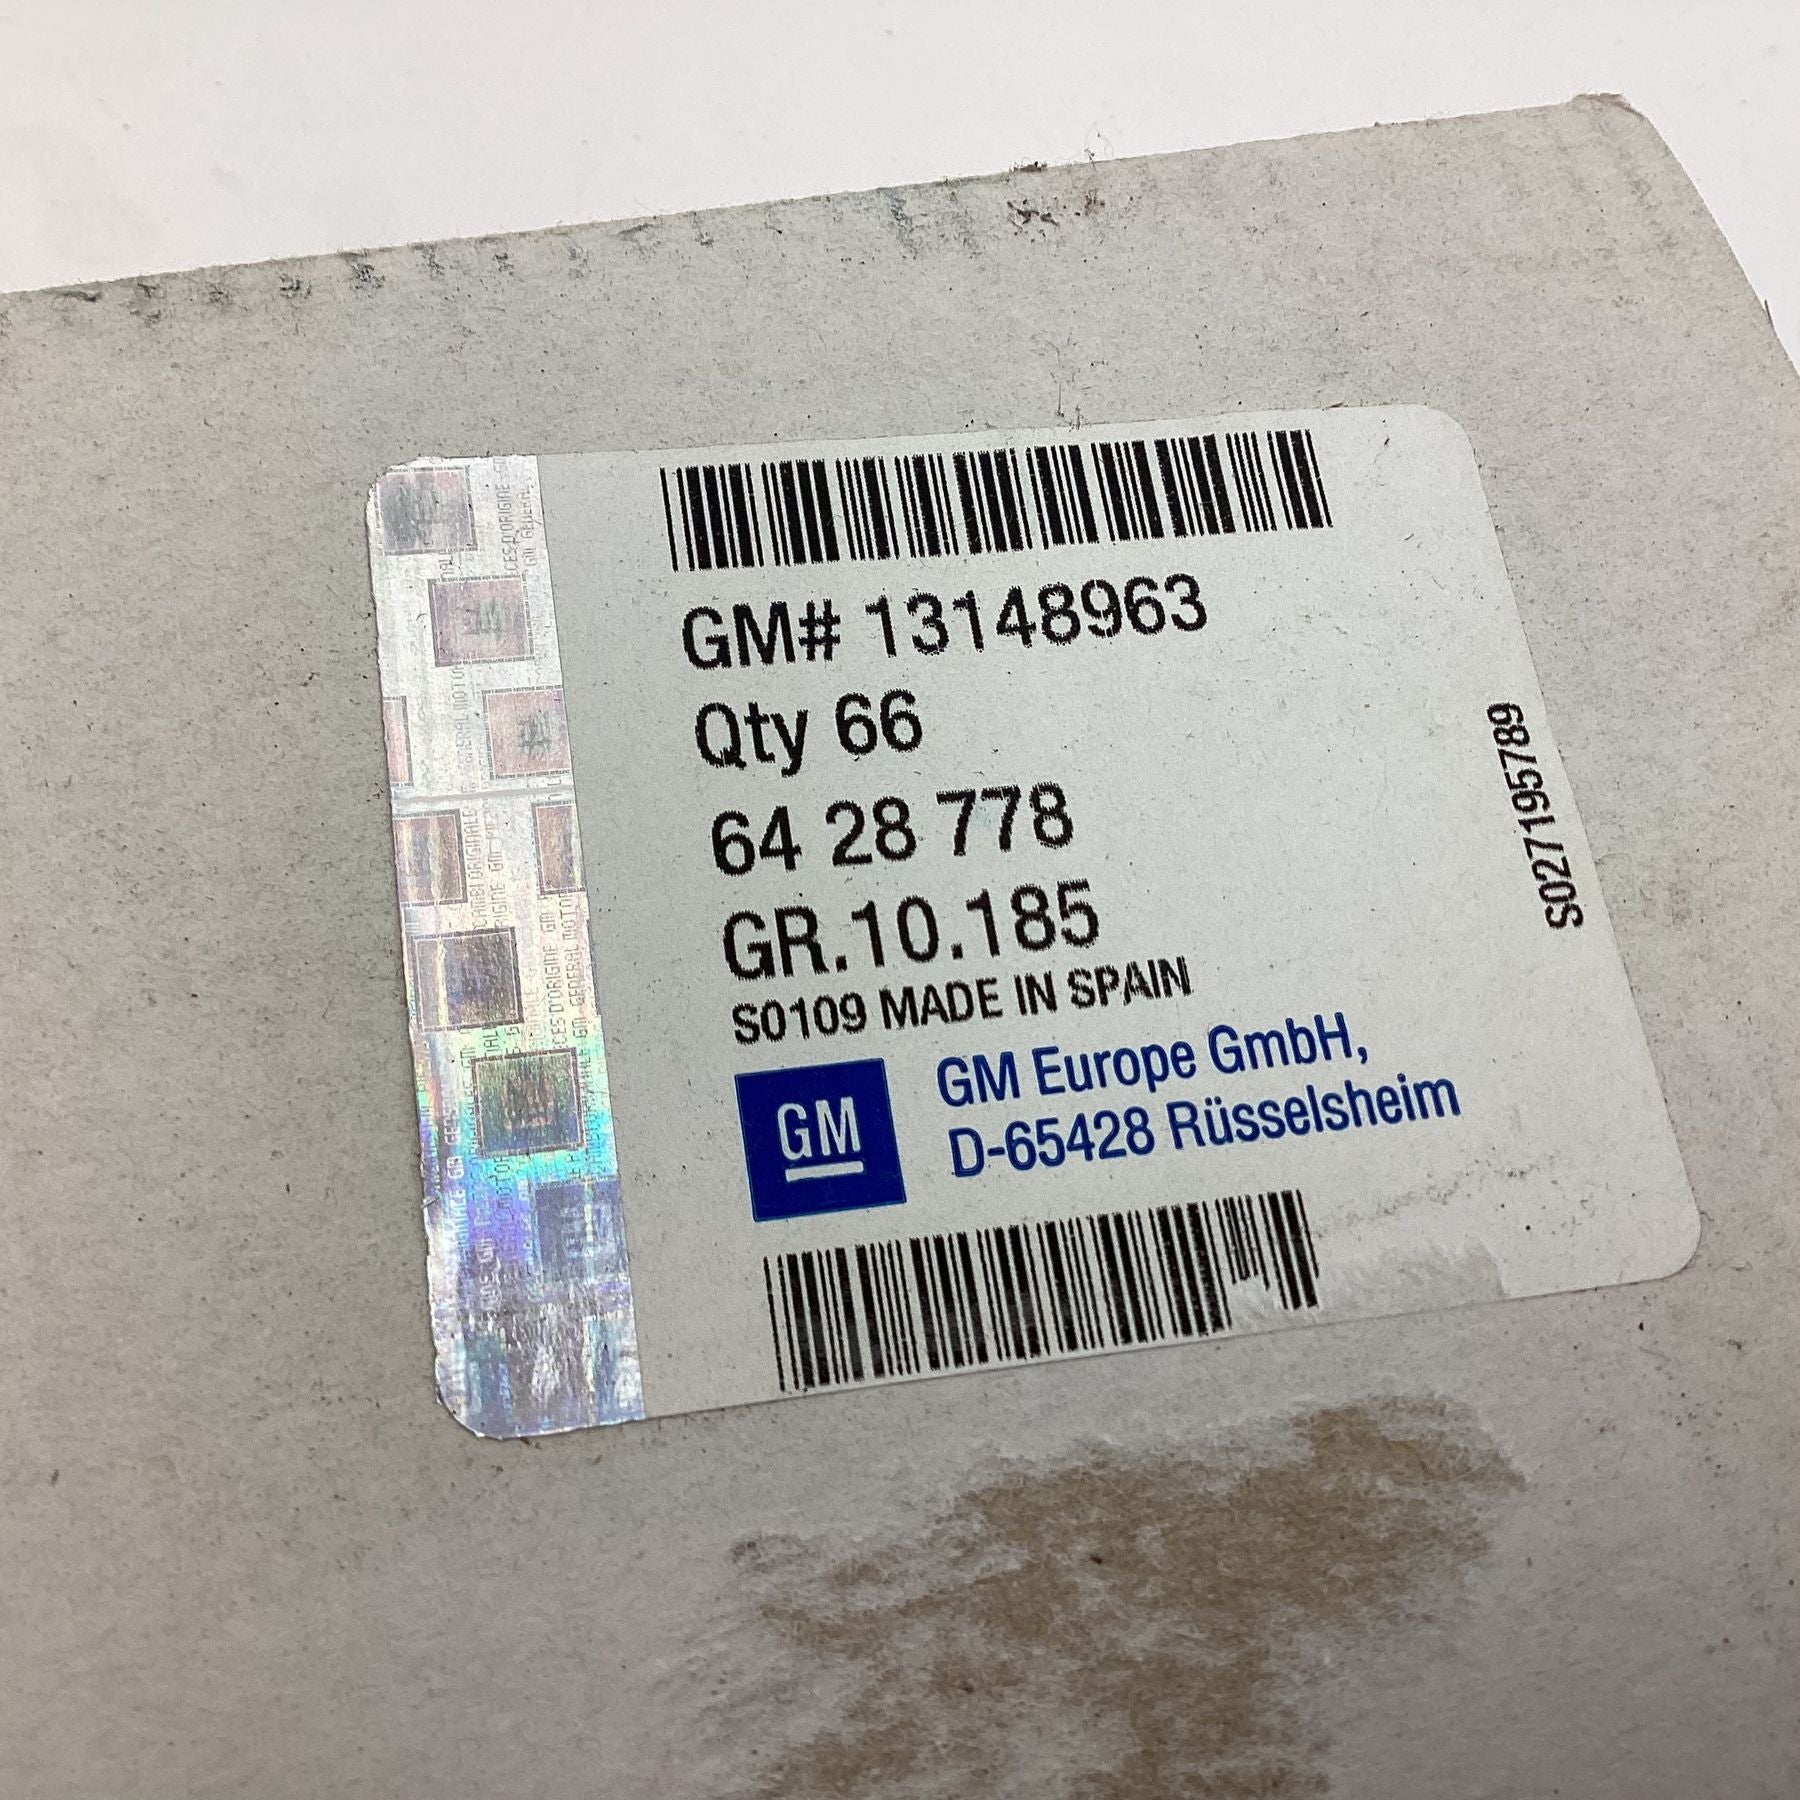 GM# 13148963
Qty 66
64 28 778
GR.10.185
S0109 MADE IN SPAIN
GM
GM Europe GmbH,
D-65428 Rüsselsheim
S027195789